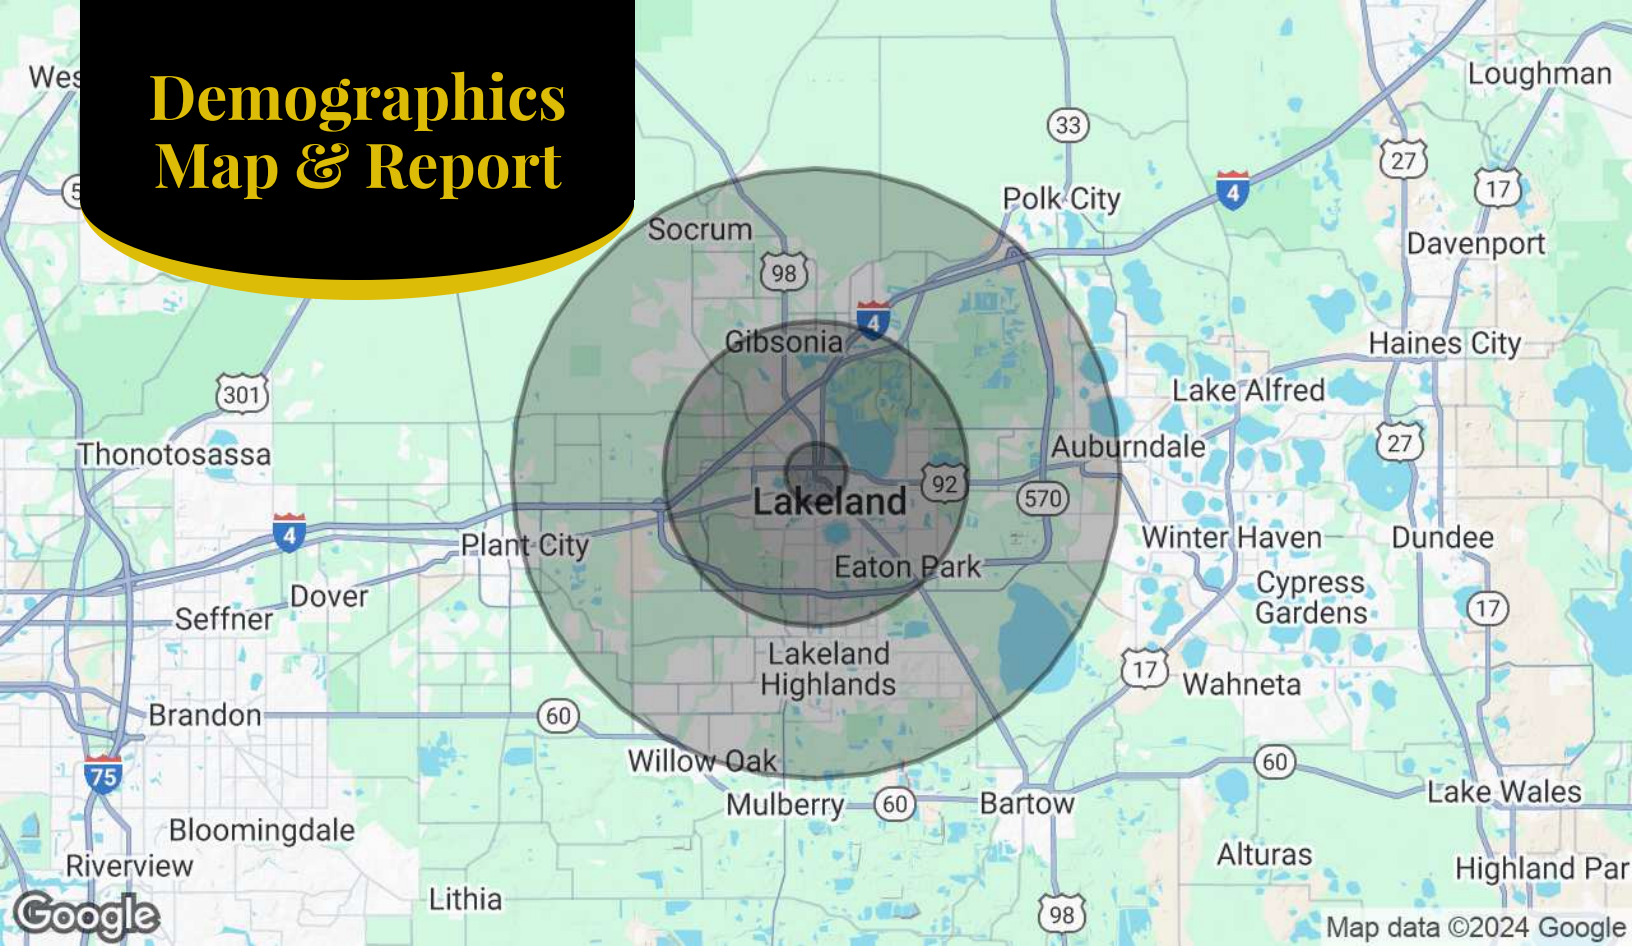 Demographics
Map & Report
Wes
Loughman
33
27
17
5
4
Polk City
Socrum
Davenport
98
4
Gibsonia
Haines City
301
Lake Alfred
Thonotosassa
Auburndale
27
92
570
Lakeland
4
Plant City
Winter Haven
Dundee
Eaton Park
Cypress
Gardens
Dover
Seffner
17
Lakeland
Highlands
17
Wahneta
Brandon
60
Willow Oak
60
75
Mulberry
60
Bartow
Lake Wales
Bloomingdale
Alturas
Riverview
Highland Par
Lithia
98
Google
Map data ©2024 Google